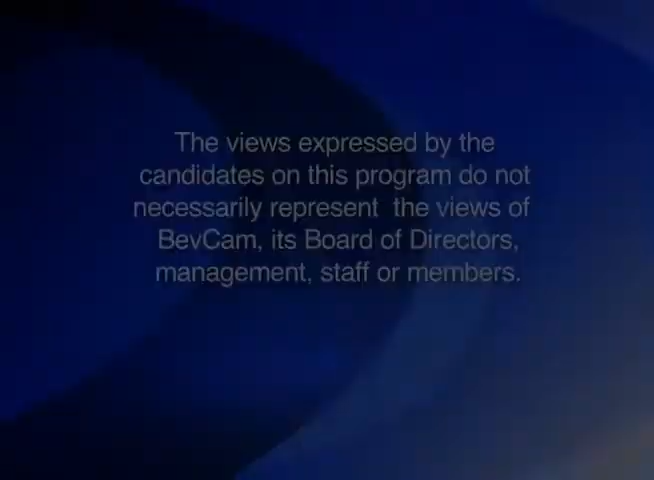 The views expressed by the
candidates on this program do not
necessarily represent the views of
BevCam, its Board of Directors,
management, staff or members.